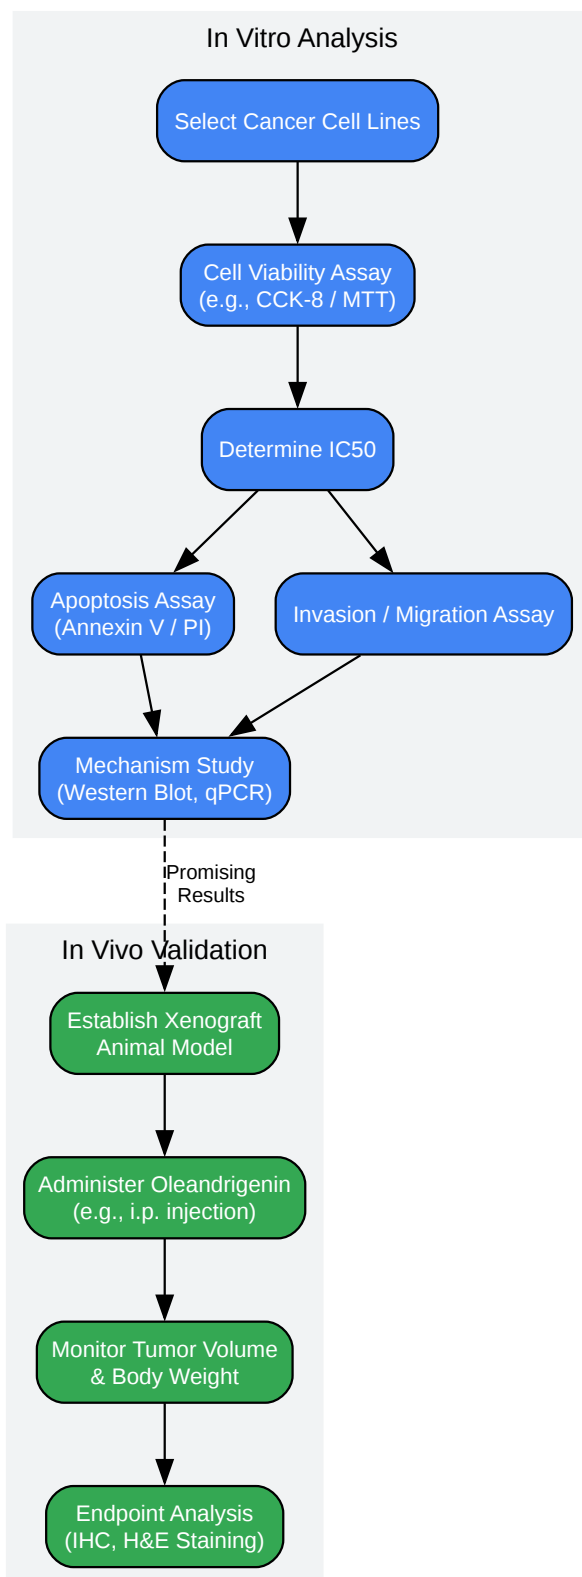 In Vitro Analysis
Select Cancer Cell Lines
Cell Viability Assay
(e.g., CCK-8 / MTT)
Determine IC50
Apoptosis Assay
(Annexin V / PI)
Invasion / Migration Assay
Mechanism Study
(Western Blot, qPCR)
Promising
Results
In Vivo Validation
Establish Xenograft
Animal Model
Administer Oleandrigenin
(e.g., i.p. injection)
Monitor Tumor Volume
& Body Weight
Endpoint Analysis
(IHC, H&E Staining)